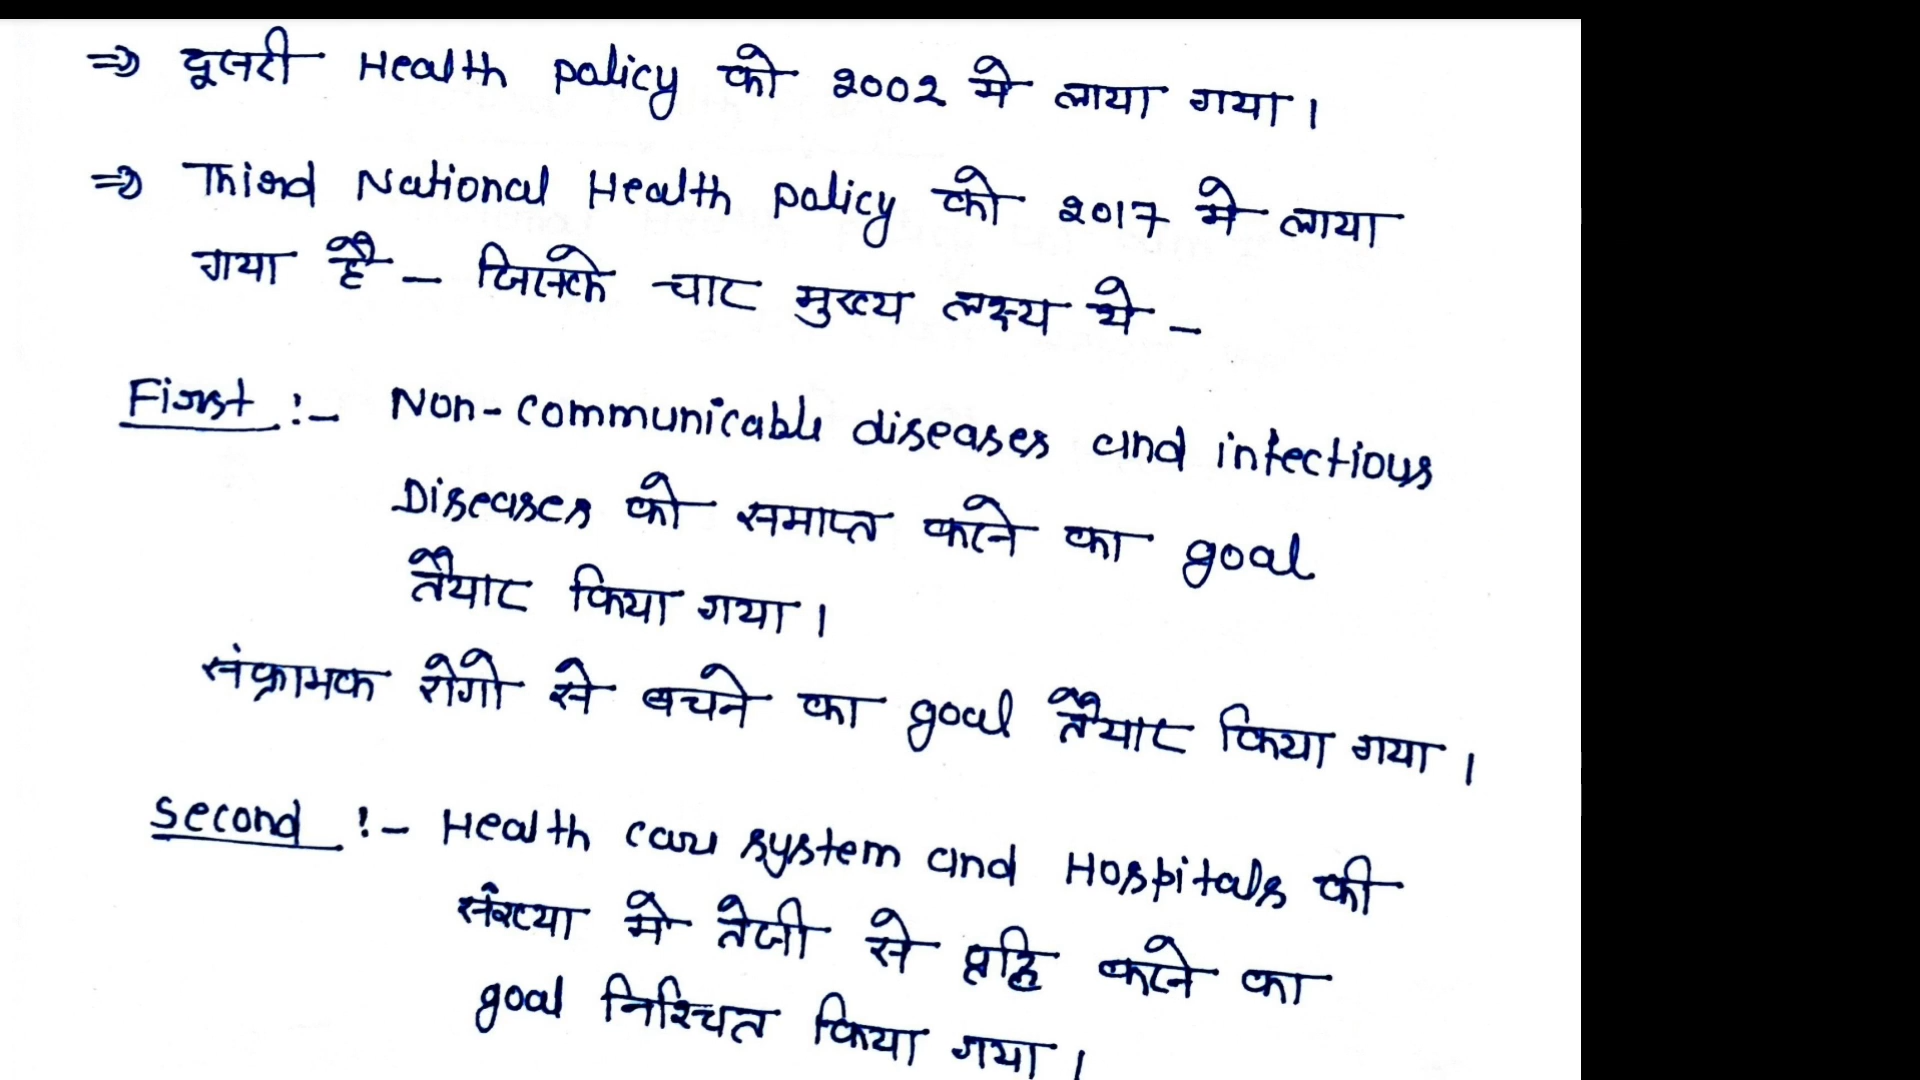 ⇒ दूसरी Health policy को 2002 मे लाया गया।
⇒ Third National Health policy को 2017 मे लाया
गया है - जिसके चार मुख्य लक्ष्य थे -
First :- Non-communicable diseases and infectious
Diseases को समाप्त करने का goal
तैयार किया गया।
संक्रामक रोगो से बचने का goal तैयार किया गया।
Second :- Health care system and Hospitals की
संख्या मे तेजी से वृद्धि करने का
goal निश्चित किया गया।